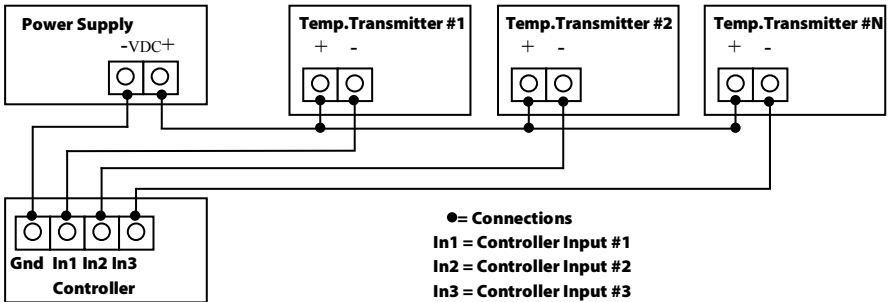 Power Supply
-VDC+
Temp.Transmitter #1
+ -
Temp.Transmitter #2
+ -
Temp.Transmitter #N
+ -
Gnd In1 In2 In3
Controller
●= Connections
In1 = Controller Input #1
In2 = Controller Input #2
In3 = Controller Input #3